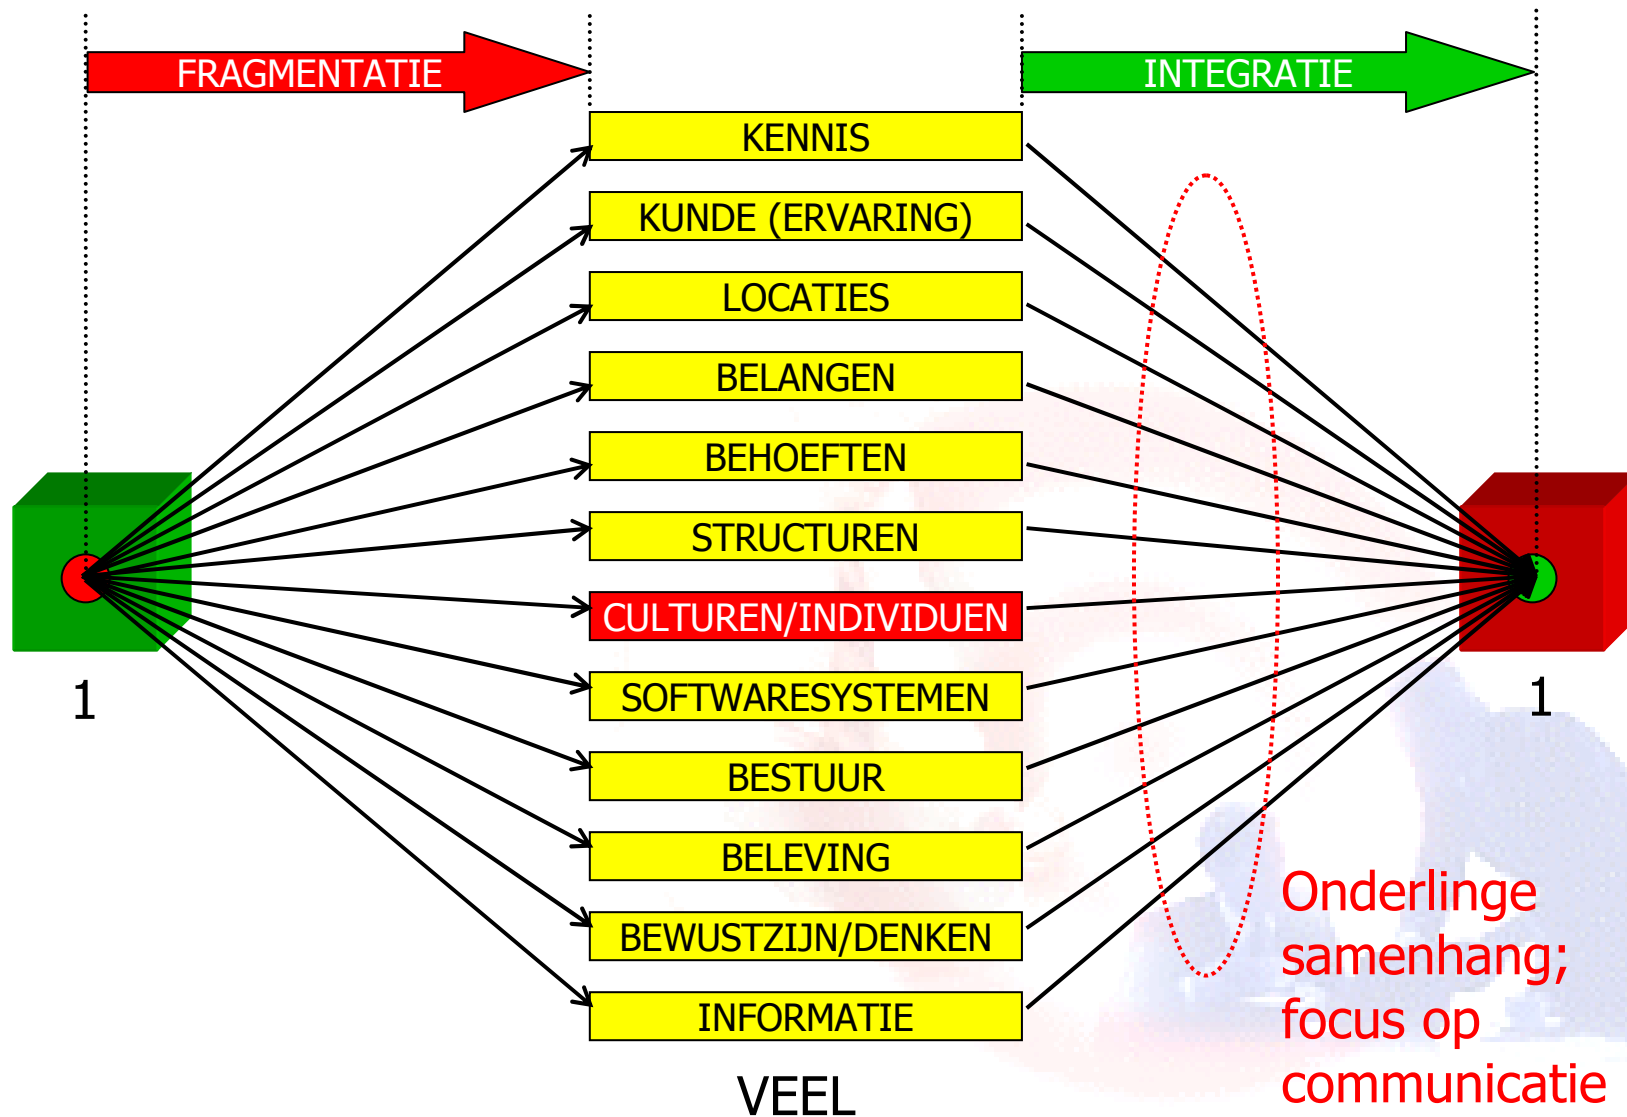 FRAGMENTATIE
INTEGRATIE
KENNIS
KUNDE (ERVARING)
LOCATIES
BELANGEN
BEHOEFTEN
STRUCTUREN
CULTUREN/INDIVIDUEN
SOFTWARESYSTEMEN
BESTUUR
BELEVING
BEWUSTZIJN/DENKEN
INFORMATIE
1
1
VEEL
Onderlinge
samenhang;
focus op
communicatie